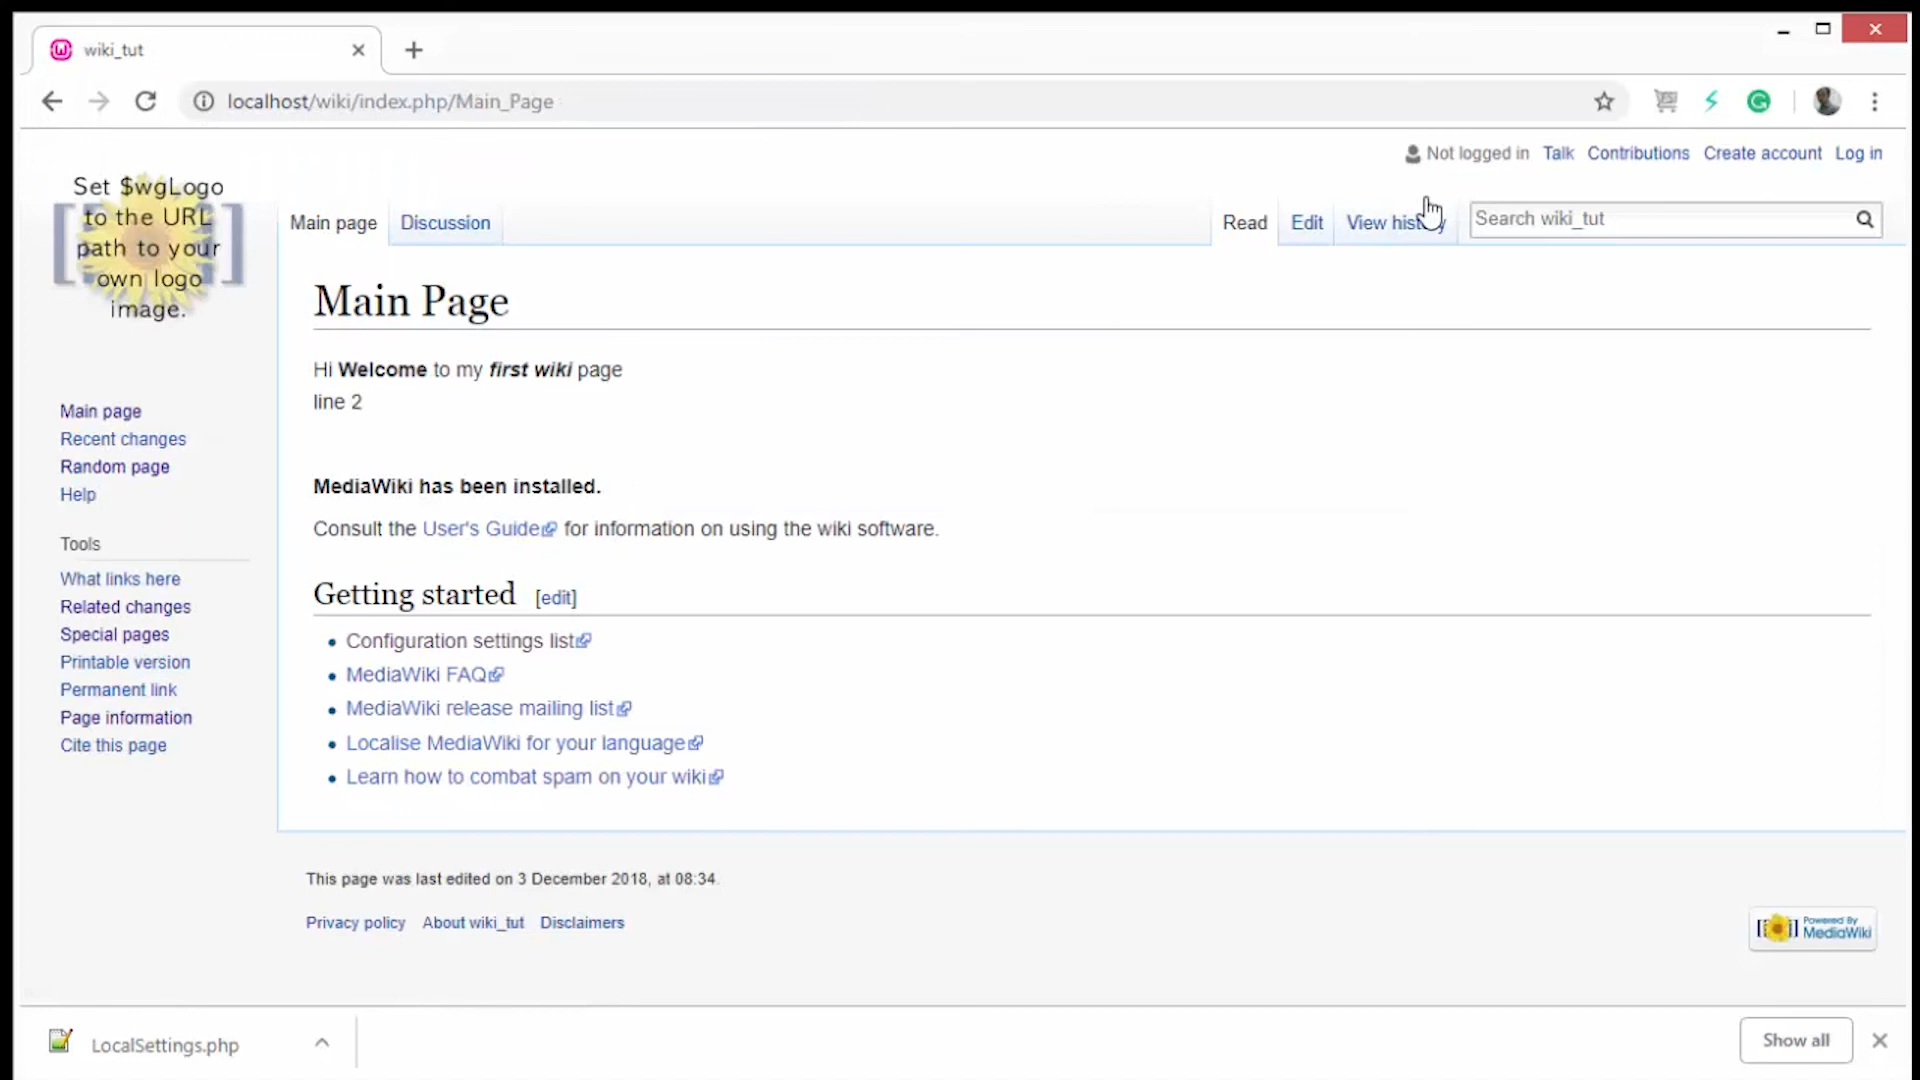 wiki_tut
localhost/wiki/index.php/Main_Page
Not logged in Talk Contributions Create account Log in
Set $wgLogo
to the URL
path to your
own logo
image.
Main page Discussion Read Edit View history Search wiki_tut
Main Page
Hi Welcome to my first wiki page
line 2
MediaWiki has been installed.
Consult the User's Guide for information on using the wiki software.
Getting started [edit]
Configuration settings list
MediaWiki FAQ
MediaWiki release mailing list
Localise MediaWiki for your language
Learn how to combat spam on your wiki
Main page
Recent changes
Random page
Help
Tools
What links here
Related changes
Special pages
Printable version
Permanent link
Page information
Cite this page
This page was last edited on 3 December 2018, at 08:34.
Privacy policy About wiki_tut Disclaimers
Powered By
MediaWiki
LocalSettings.php
Show all